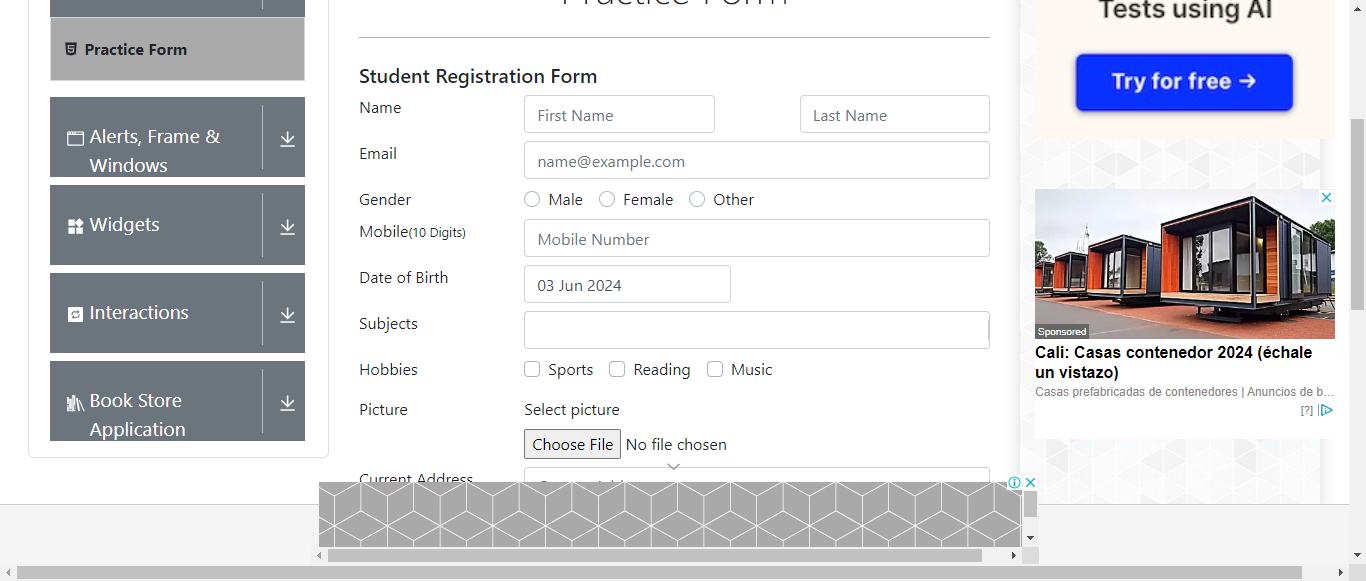 Practice Form
Practice Form
Alerts, Frame &
Windows
Widgets
Interactions
Book Store
Application
Student Registration Form
Name
First Name
Last Name
Email
name@example.com
Gender
Male
Female
Other
Mobile(10 Digits)
Mobile Number
Date of Birth
03 Jun 2024
Subjects
Hobbies
Sports
Reading
Music
Picture
Select picture
Choose File
No file chosen
Current Address
Tests using AI
Try for free →
Sponsored
Cali: Casas contenedor 2024 (échale
un vistazo)
Casas prefabricadas de contenedores | Anuncios de b...
[?]